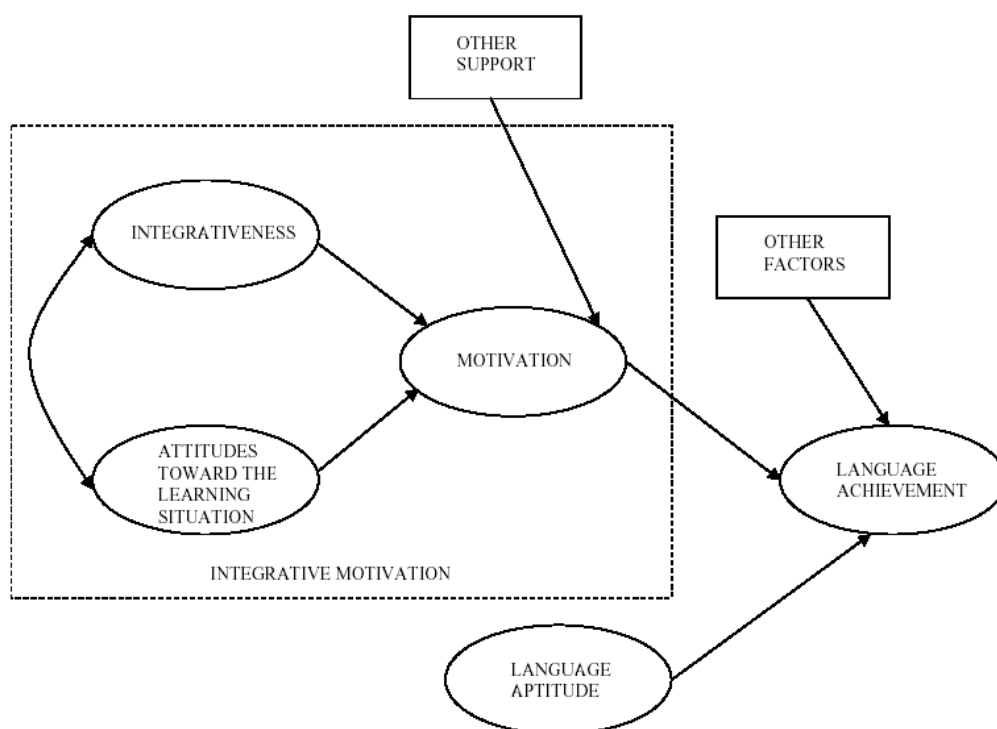 OTHER
SUPPORT
INTEGRATIVENESS
OTHER
FACTORS
MOTIVATION
ATTITUDES
TOWARD THE
LEARNING
SITUATION
LANGUAGE
ACHIEVEMENT
INTEGRATIVE MOTIVATION
LANGUAGE
APTITUDE